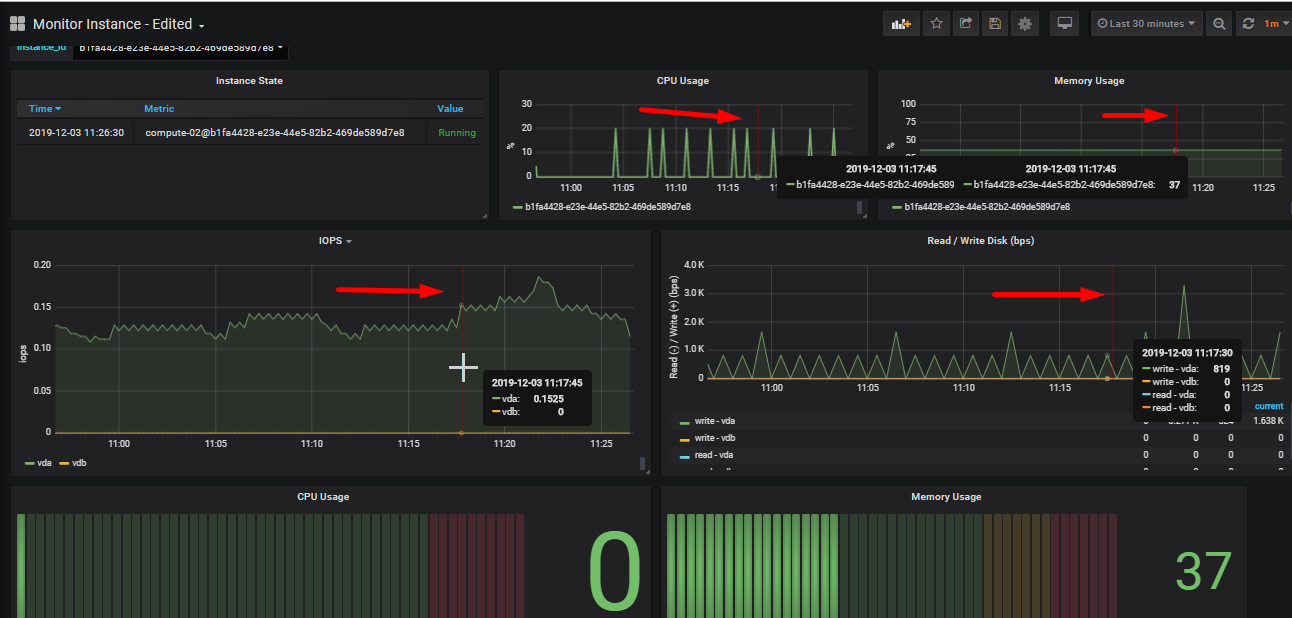 Monitor Instance - Edited
Last 30 minutes
1m
instance_id
b1fa4428-e23e-44e5-82b2-469de589d7e8
Instance State
Time
Metric
Value
2019-12-03 11:26:30
compute-02@b1fa4428-e23e-44e5-82b2-469de589d7e8
Running
CPU Usage
30
20
10
0
%
11:00
11:05
11:10
11:15
b1fa4428-e23e-44e5-82b2-469de589d7e8
2019-12-03 11:17:45
b1fa4428-e23e-44e5-82b2-469de589
Memory Usage
100
75
50
25
%
11:20
11:25
b1fa4428-e23e-44e5-82b2-469de589d7e8
2019-12-03 11:17:45
b1fa4428-e23e-44e5-82b2-469de589d7e8: 37
IOPS
0.20
0.15
0.10
0.05
0
iops
11:00
11:05
11:10
11:15
11:20
11:25
vda
vdb
2019-12-03 11:17:45
vda: 0.1525
vdb: 0
Read / Write Disk (bps)
4.0 K
3.0 K
2.0 K
1.0 K
0
Read (-) / Write (+) (bps)
11:00
11:05
11:10
11:15
11:25
2019-12-03 11:17:30
write - vda: 819
write - vdb: 0
read - vda: 0
read - vdb: 0
current
write - vda
1.638 K
write - vdb 0 0 0 0
read - vda 0 0 0 0
CPU Usage
0
Memory Usage
37